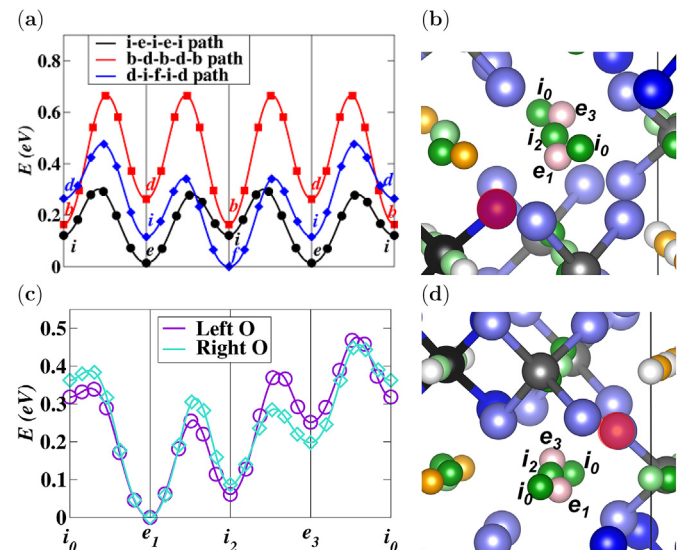 (a)
i-e-i-e-i path
b-d-b-d-b path
d-i-f-i-d path
E (eV)
0.8
0.6
0.4
0.2
0
d
b
i
d
i
e
b
i
f
d
i
e
d
b
i
(b)
i0
e3
i2
i0
e1
(c)
Left O
Right O
E (eV)
0.5
0.4
0.3
0.2
0.1
0
i0
e1
i2
e3
i0
(d)
e3
i2
i0
i0
e1